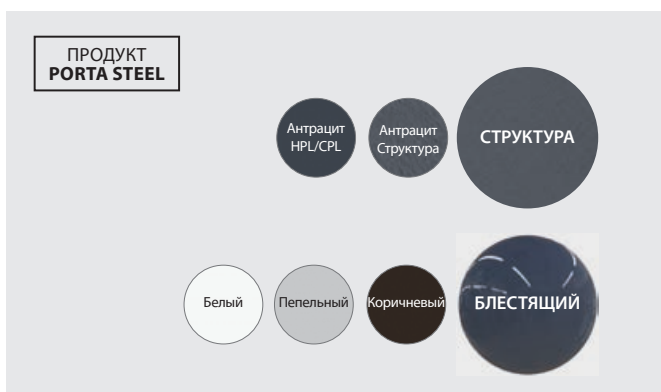 ПРОДУКТ
PORTA STEEL
Антрацит
HPL/CPL
Антрацит
Структура
СТРУКТУРА
Белый
Пепельный
Коричневый
БЛЕСТЯЩИЙ